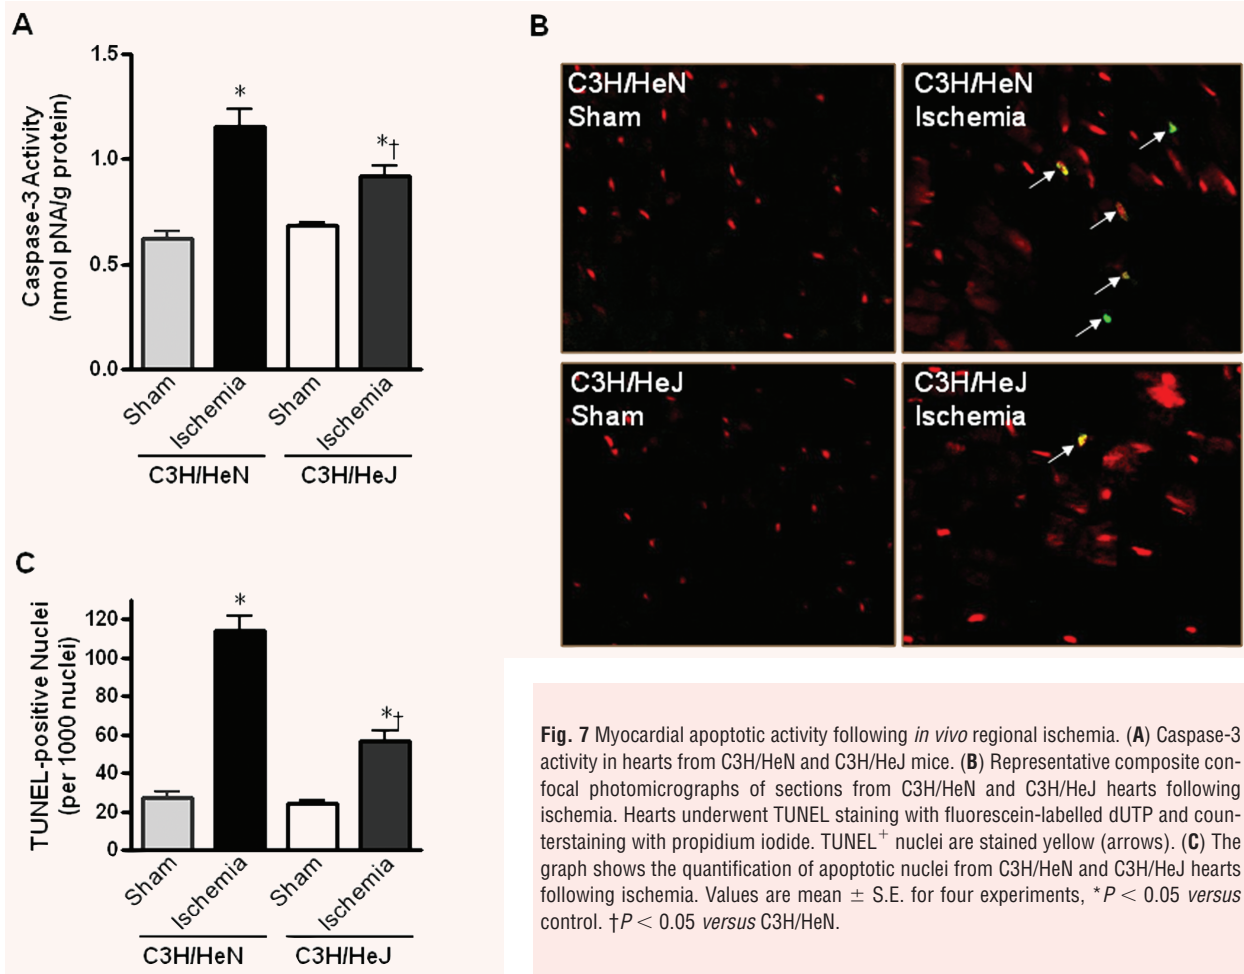 A
Caspase-3 Activity
(nmol pNA/g protein)
1.5
1.0
0.5
0.0
*
*†
Sham
Ischemia
Sham
Ischemia
C3H/HeN
C3H/HeJ
B
C3H/HeN
Sham
C3H/HeN
Ischemia
C3H/HeJ
Sham
C3H/HeJ
Ischemia
C
TUNEL-positive Nuclei
(per 1000 nuclei)
120
100
80
60
40
20
0
*
*†
Sham
Ischemia
Sham
Ischemia
C3H/HeN
C3H/HeJ
Fig. 7 Myocardial apoptotic activity following in vivo regional ischemia. (A) Caspase-3
activity in hearts from C3H/HeN and C3H/HeJ mice. (B) Representative composite con-
focal photomicrographs of sections from C3H/HeN and C3H/HeJ hearts following
ischemia. Hearts underwent TUNEL staining with fluorescein-labelled dUTP and coun-
terstaining with propidium iodide. TUNEL+ nuclei are stained yellow (arrows). (C) The
graph shows the quantification of apoptotic nuclei from C3H/HeN and C3H/HeJ hearts
following ischemia. Values are mean ± S.E. for four experiments, *P < 0.05 versus
control. †P < 0.05 versus C3H/HeN.